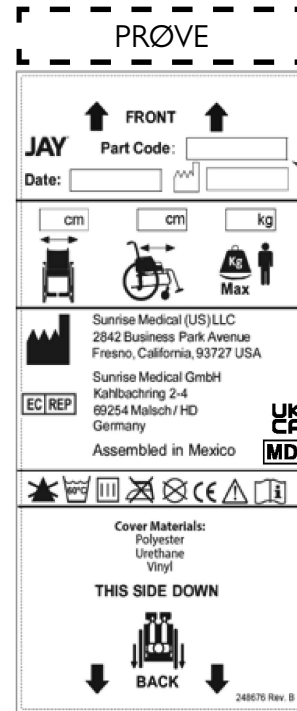 PRØVE
FRONT
JAY
Part Code:
Date:
cm
cm
kg
Kg
Max
Sunrise Medical (US) LLC
2842 Business Park Avenue
Fresno, California, 93727 USA
Sunrise Medical GmbH
Kahlbachring 2-4
EC REP
69254 Malsch / HD
Germany
UK
CA
Assembled in Mexico
MD
60°C
CE
i
Cover Materials:
Polyester
Urethane
Vinyl
THIS SIDE DOWN
BACK
248676 Rev. B